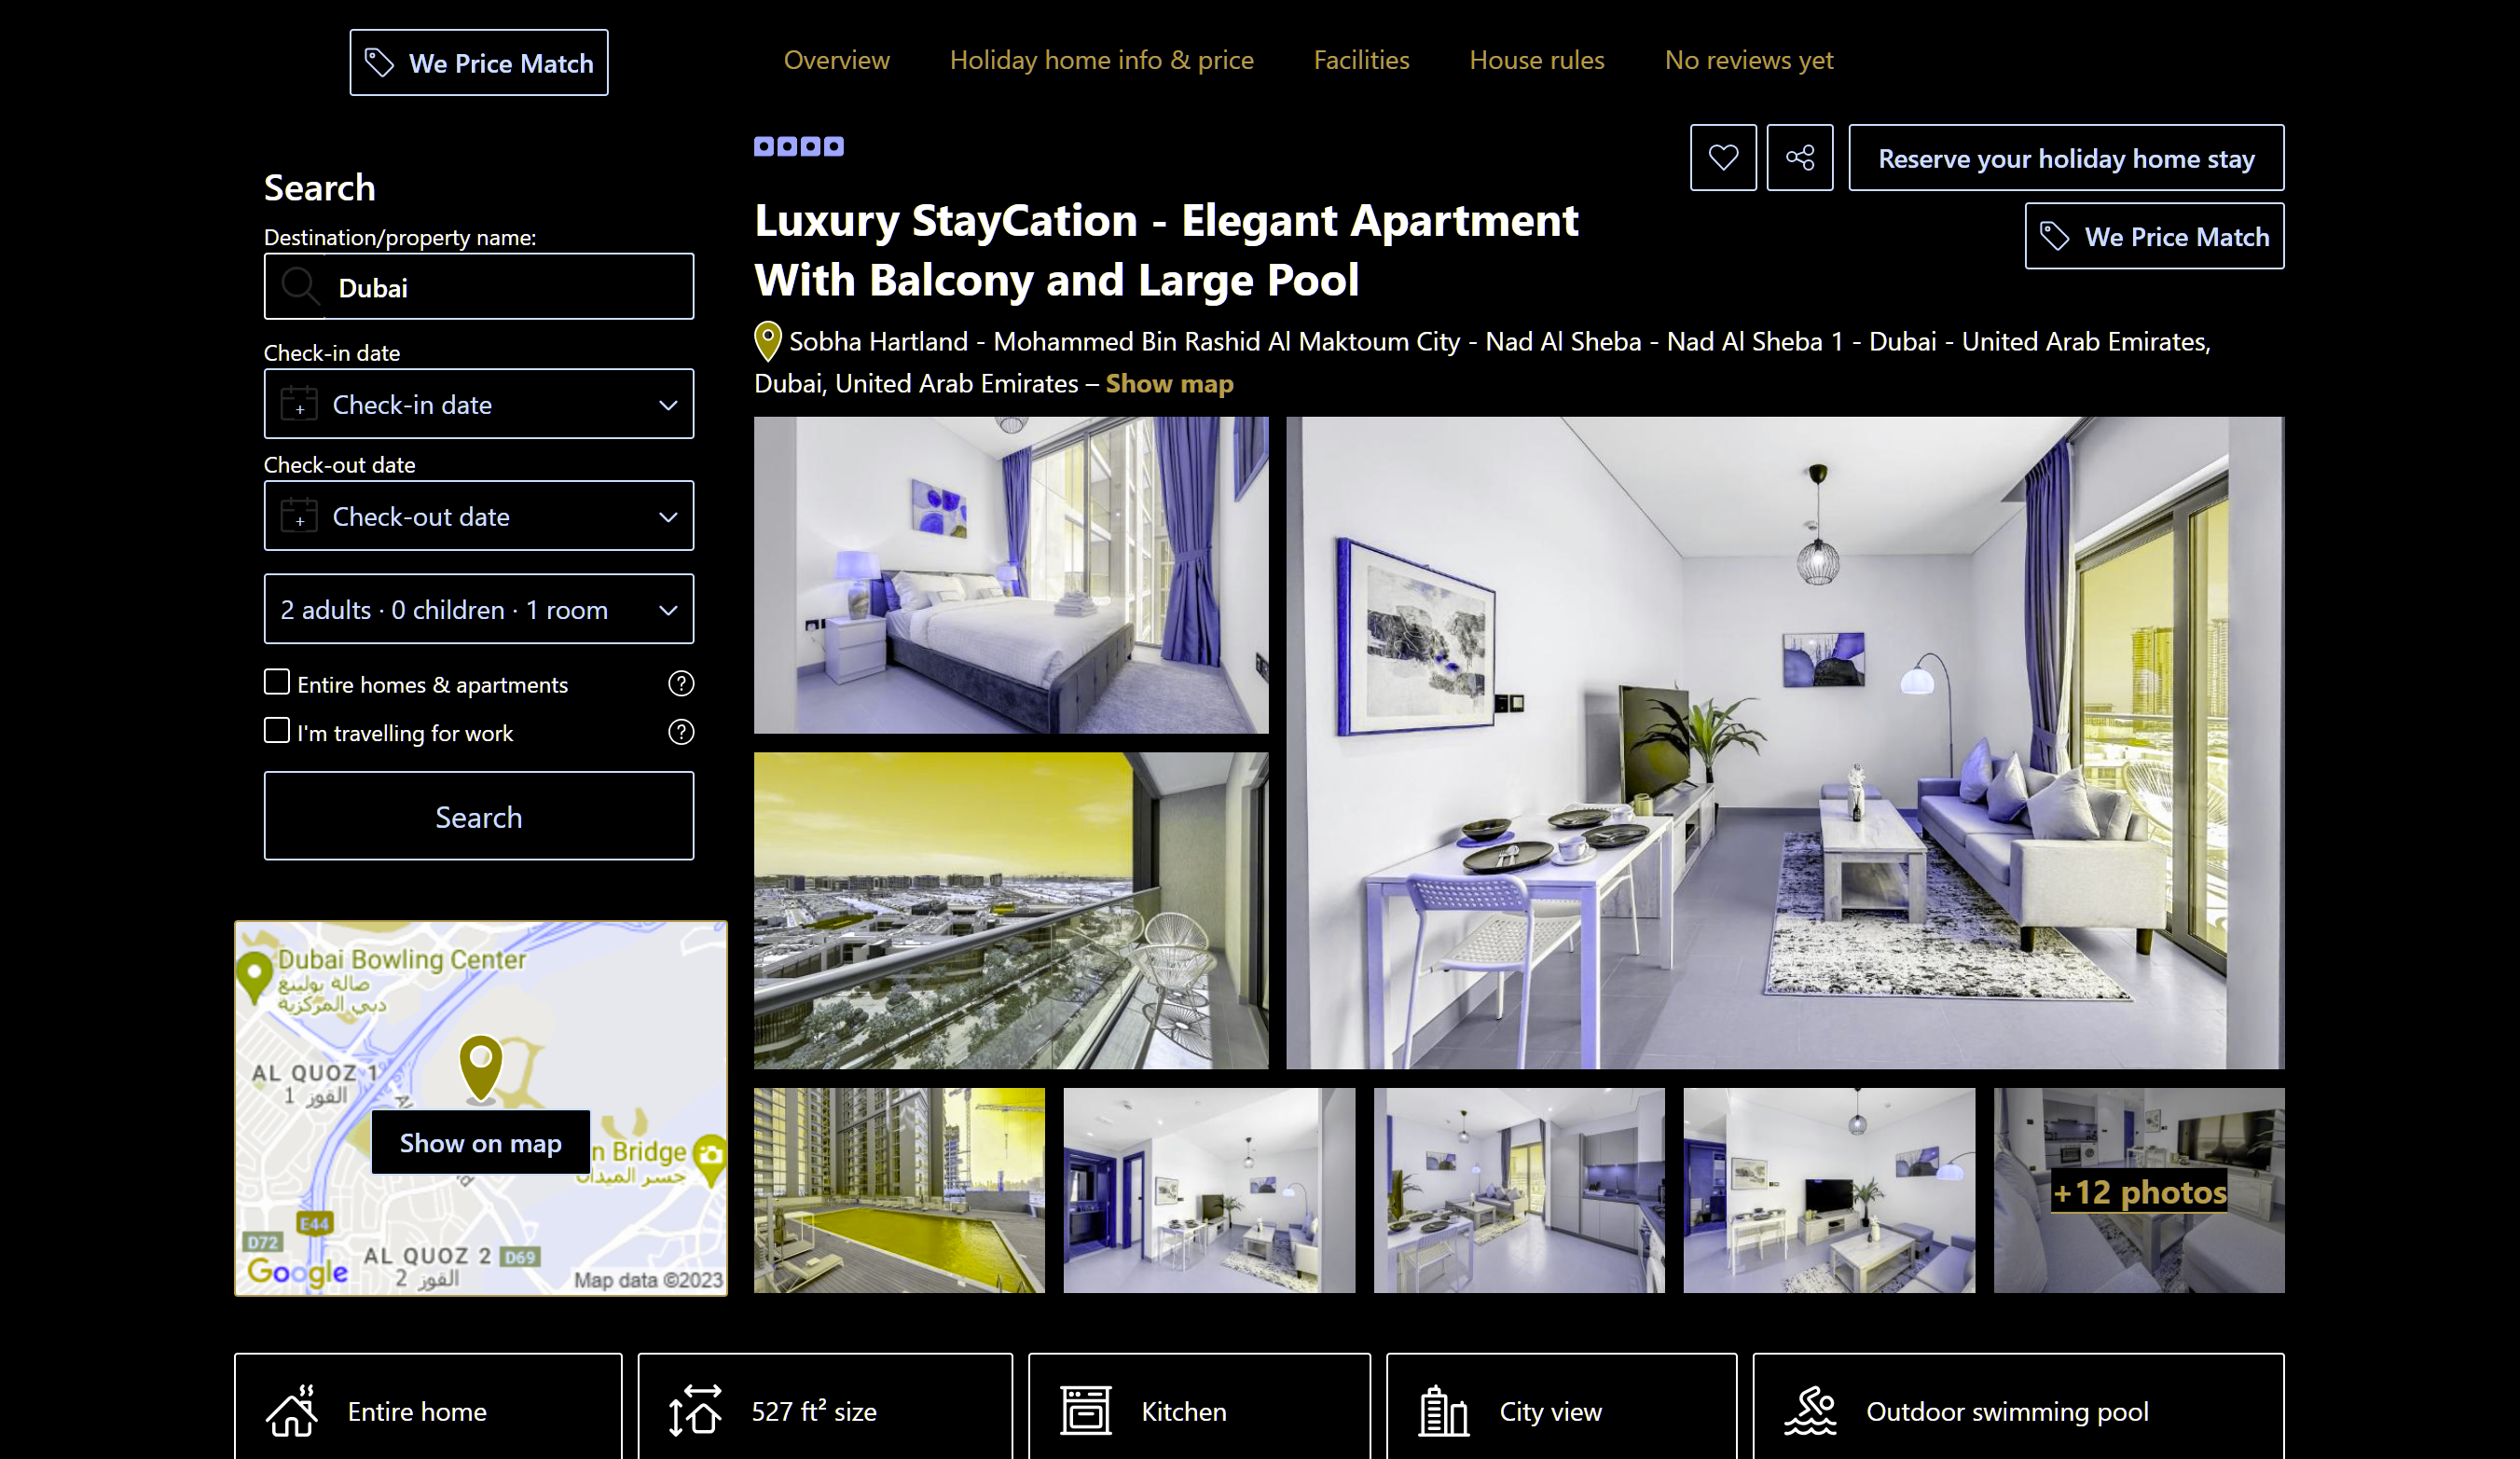 We Price Match
Overview
Holiday home info & price
Facilities
House rules
No reviews yet
Search
Destination/property name:
Dubai
Check-in date
Check-in date
Check-out date
Check-out date
2 adults · 0 children · 1 room
Entire homes & apartments
I'm travelling for work
Search
Dubai Bowling Center
صالة بولينغ
دبي المركزية
AL QUOZ 1
القوز 1
Show on map
n Bridge
جسر الميدان
E44
D72
AL QUOZ 2
D69
القوز 2
Google
Map data ©2023
Reserve your holiday home stay
We Price Match
Luxury StayCation - Elegant Apartment
With Balcony and Large Pool
Sobha Hartland - Mohammed Bin Rashid Al Maktoum City - Nad Al Sheba - Nad Al Sheba 1 - Dubai - United Arab Emirates,
Dubai, United Arab Emirates – Show map
+12 photos
Entire home
527 ft² size
Kitchen
City view
Outdoor swimming pool